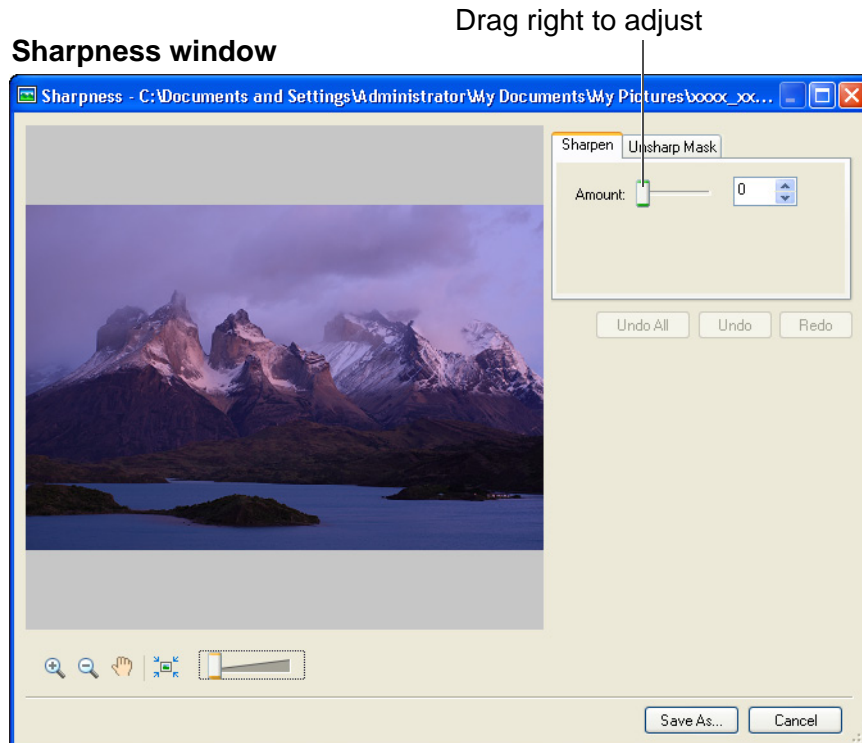 Drag right to adjust
Sharpness window
Sharpness - C:\Documents and Settings\Administrator\My Documents\My Pictures\xxxx_xx...
Sharpen
Unsharp Mask
Amount:
0
Undo All
Undo
Redo
Save As...
Cancel